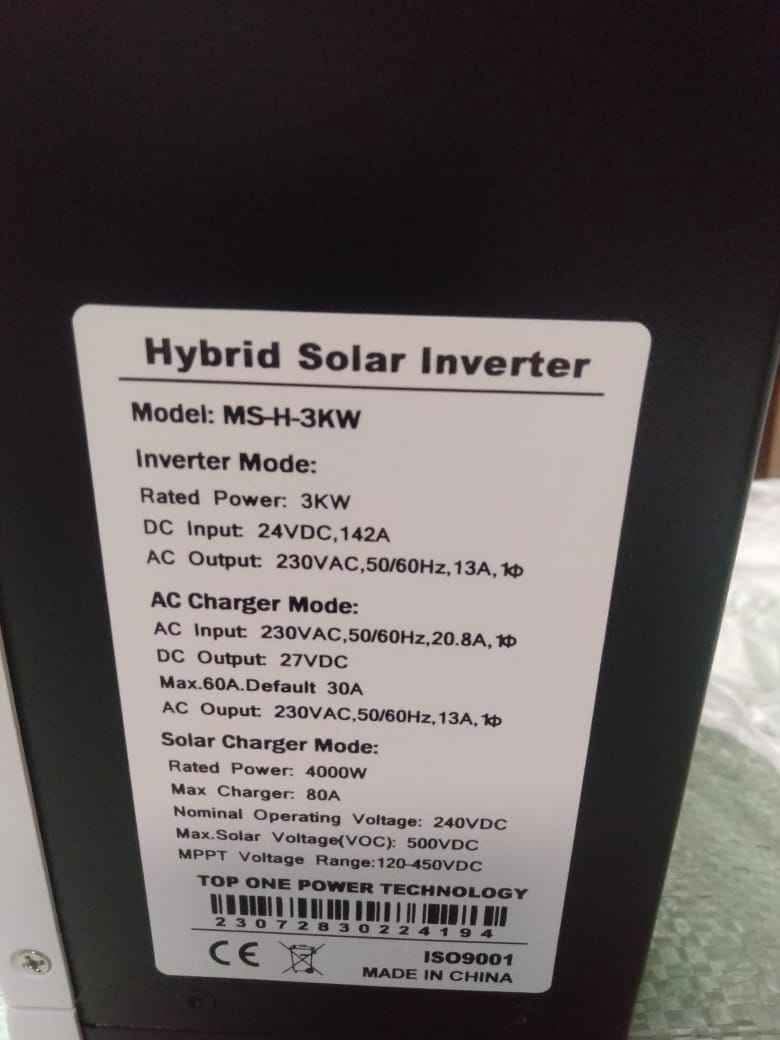 Hybrid Solar Inverter
Model: MS-H-3KW
Inverter Mode:
Rated Power: 3KW
DC Input: 24VDC,142A
AC Output: 230VAC,50/60Hz,13A,1Φ
AC Charger Mode:
AC Input: 230VAC,50/60Hz,20.8A,1Φ
DC Output: 27VDC
Max.60A.Default 30A
AC Ouput: 230VAC,50/60Hz,13A,1Φ
Solar Charger Mode:
Rated Power: 4000W
Max Charger: 80A
Nominal Operating Voltage: 240VDC
Max.Solar Voltage(VOC): 500VDC
MPPT Voltage Range:120-450VDC
TOP ONE POWER TECHNOLOGY
23072830224194
CE
ISO9001
MADE IN CHINA